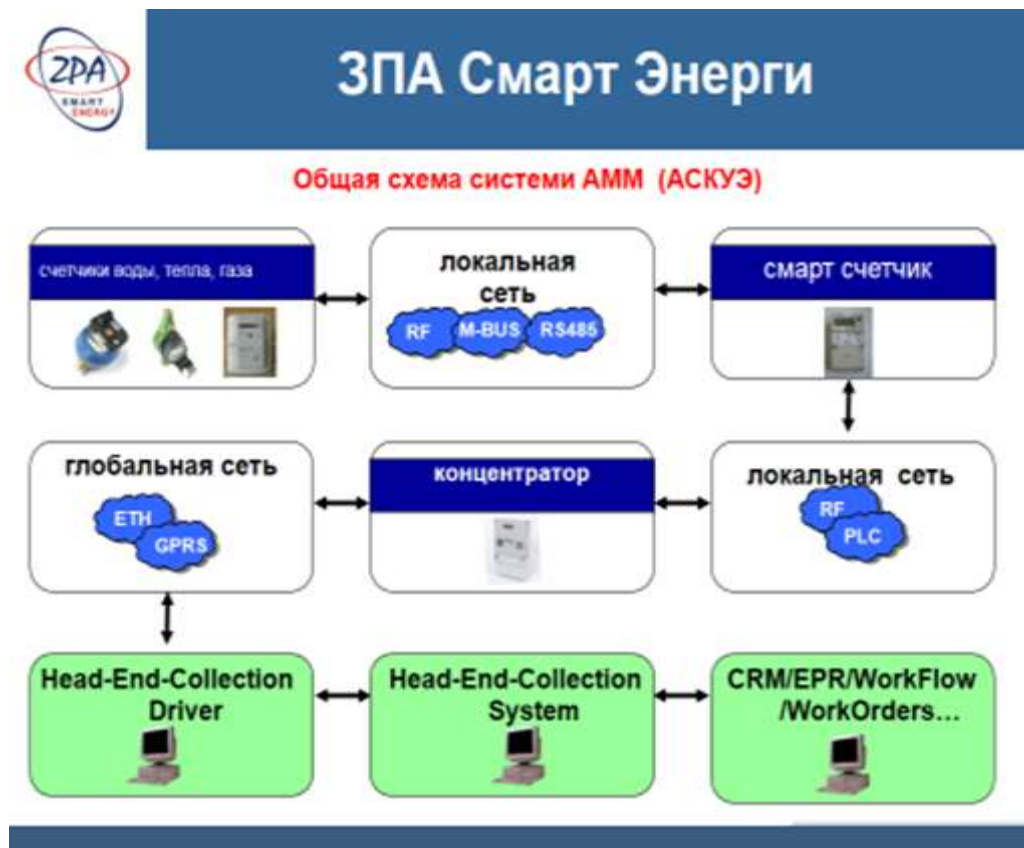 ZPA
SMART
ENERGY
ЗПА Смарт Энерги
Общая схема системи АММ (АСКУЭ)
счетчики воды, тепла, газа
локальная
сеть
RF
M-BUS
RS485
смарт счетчик
глобальная сеть
ETH
GPRS
концентратор
локальная сеть
RF
PLC
Head-End-Collection
Driver
Head-End-Collection
System
CRM/EPR/WorkFlow
/WorkOrders...